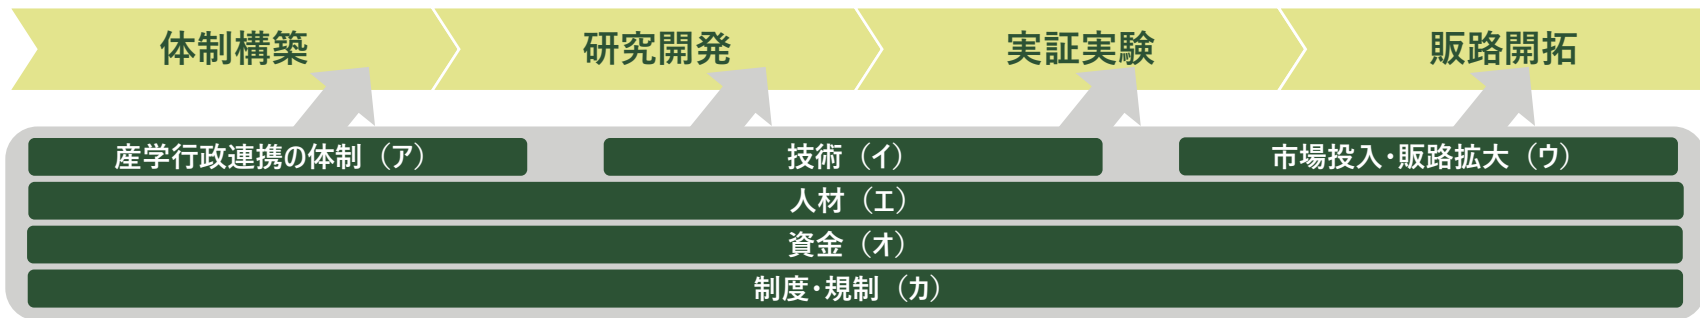 体制構築
研究開発
実証実験
販路開拓
産学行政連携の体制（ア）
技術（イ）
市場投入・販路拡大（ウ）
人材（エ）
資金（オ）
制度・規制（カ）